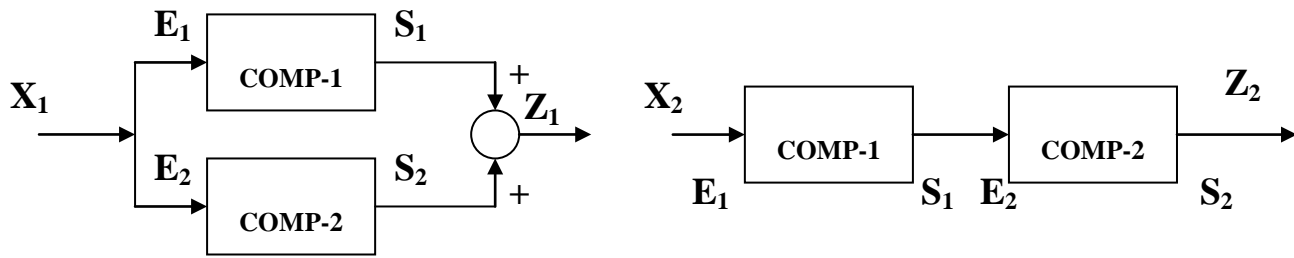 E₁
S₁
COMP-1
+
X₁
Z₁
E₂
S₂
COMP-2
+
X₂
Z₂
COMP-1
COMP-2
E₁
S₁
E₂
S₂